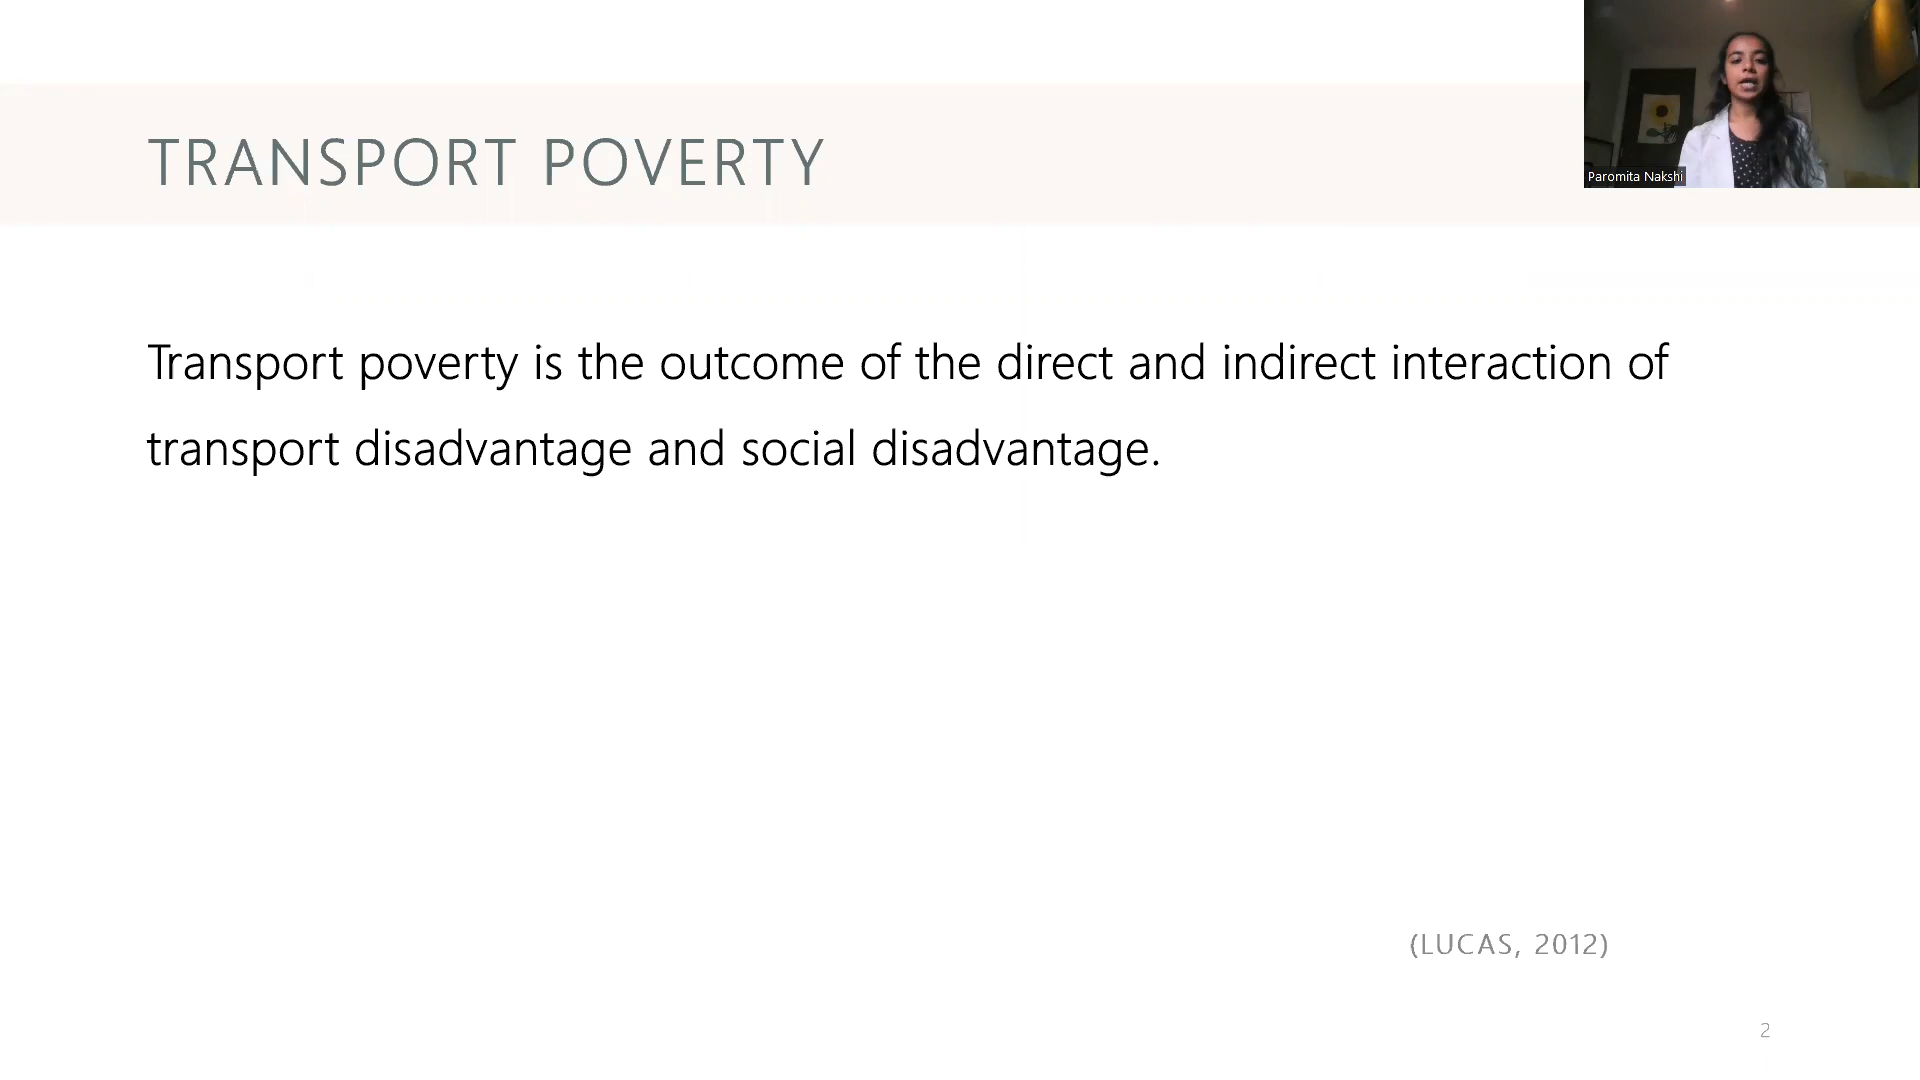 TRANSPORT POVERTY
Paromita Nakshi
Transport poverty is the outcome of the direct and indirect interaction of
transport disadvantage and social disadvantage.
(LUCAS, 2012)
2